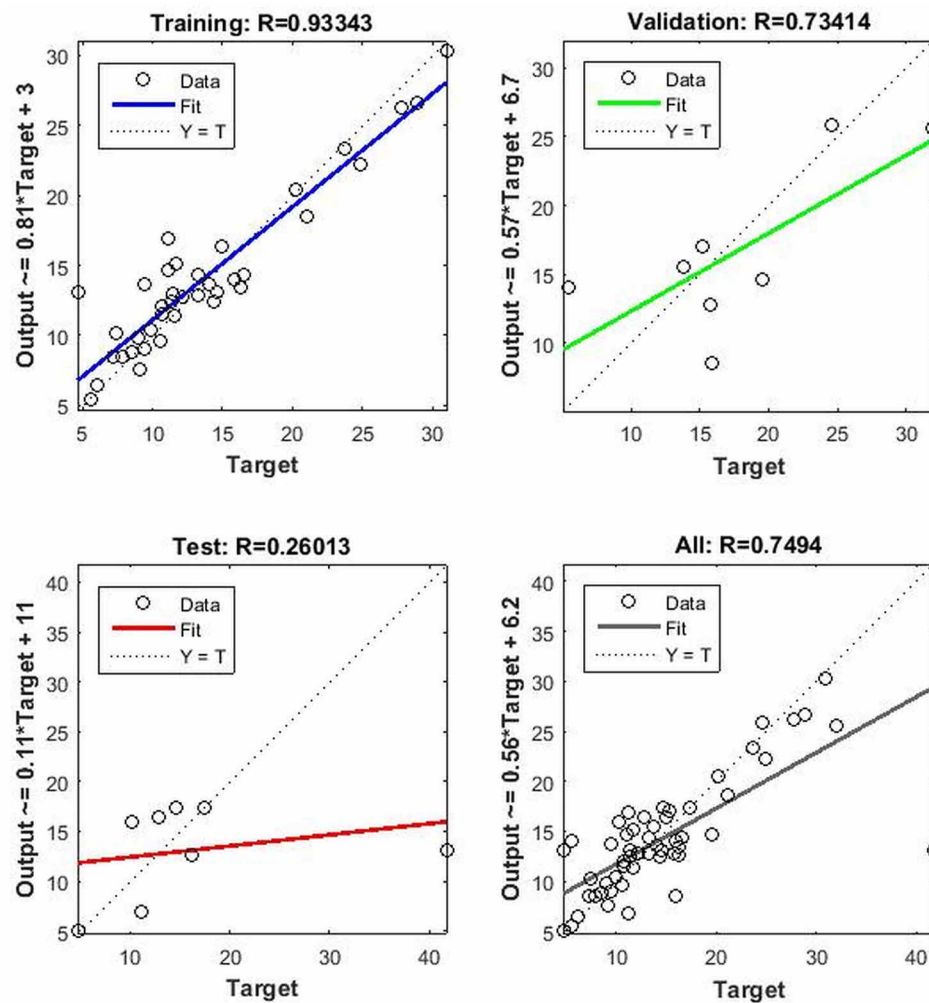 Training: R=0.93343
Output ~= 0.81*Target + 3
30
25
20
15
10
5
Data
Fit
Y = T
5 10 15 20 25 30
Target
Validation: R=0.73414
Output ~= 0.57*Target + 6.7
30
25
20
15
10
Data
Fit
Y = T
10 15 20 25 30
Target
Test: R=0.26013
Output ~= 0.11*Target + 11
40
35
30
25
20
15
10
5
Data
Fit
Y = T
10 20 30 40
Target
All: R=0.7494
Output ~= 0.56*Target + 6.2
40
35
30
25
20
15
10
5
Data
Fit
Y = T
10 20 30 40
Target